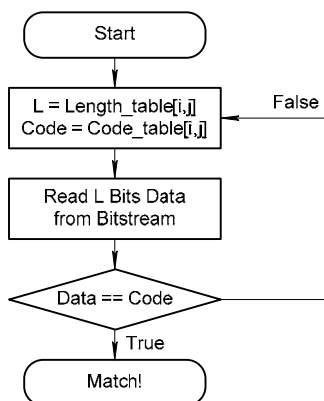 Start
L = Length_table[i,j]
Code = Code_table[i,j]
False
Read L Bits Data
from Bitstream
Data == Code
True
Match!